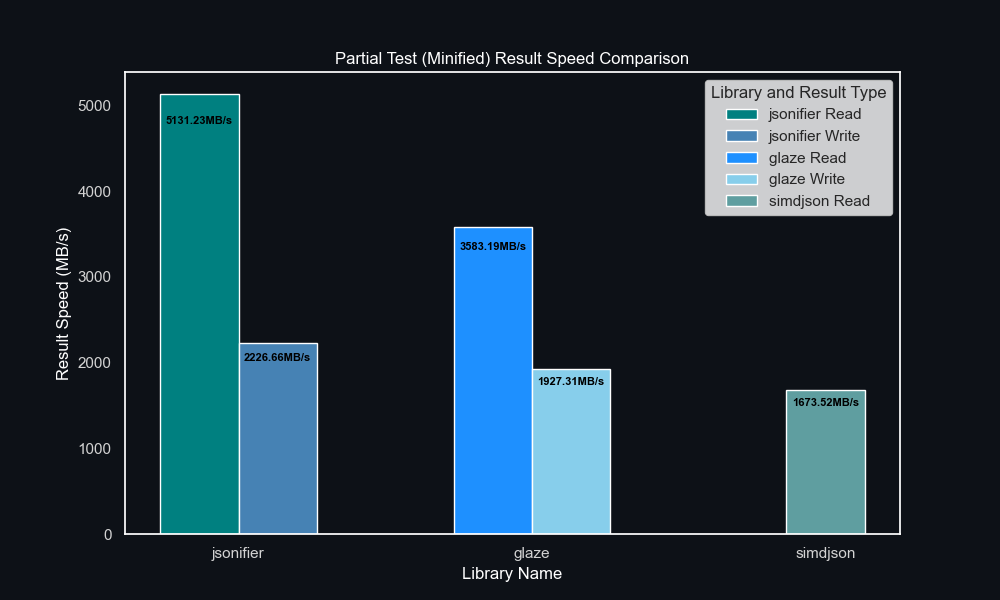 Partial Test (Minified) Result Speed Comparison
Library and Result Type
jsonifier Read
jsonifier Write
glaze Read
glaze Write
simdjson Read
Result Speed (MB/s)
5000
4000
3000
2000
1000
0
5131.23MB/s
2226.66MB/s
3583.19MB/s
1927.31MB/s
1673.52MB/s
jsonifier
glaze
simdjson
Library Name